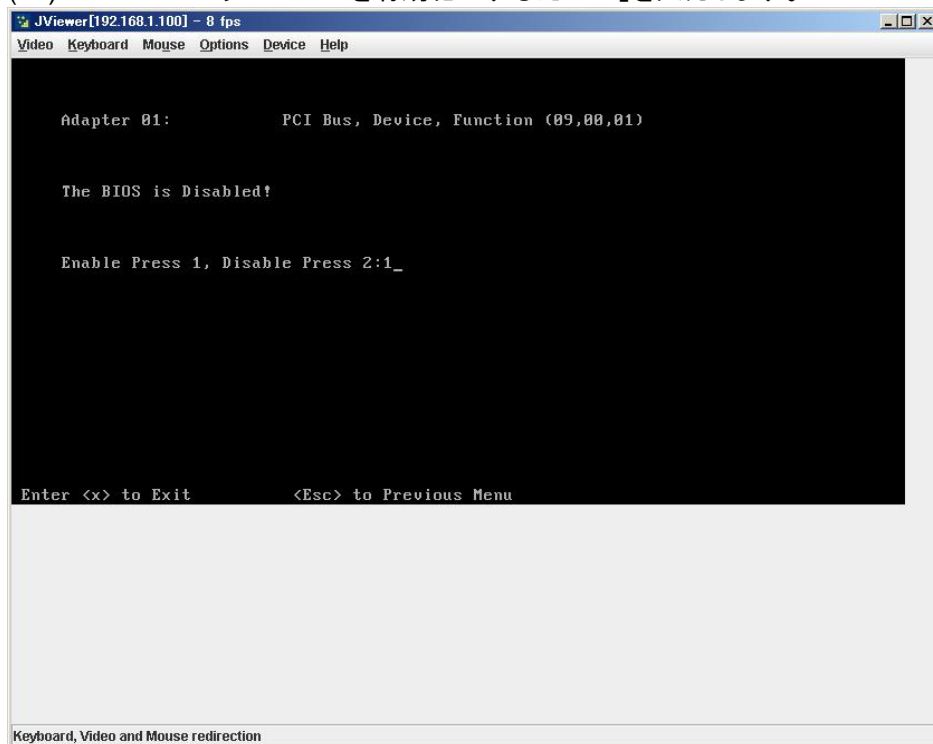 JViewer[192.168.1.100] - 8 fps
Video Keyboard Mouse Options Device Help
Adapter 01: PCI Bus, Device, Function (09,00,01)
The BIOS is Disabled!
Enable Press 1, Disable Press 2:1_
Enter <x> to Exit <Esc> to Previous Menu
Keyboard, Video and Mouse redirection